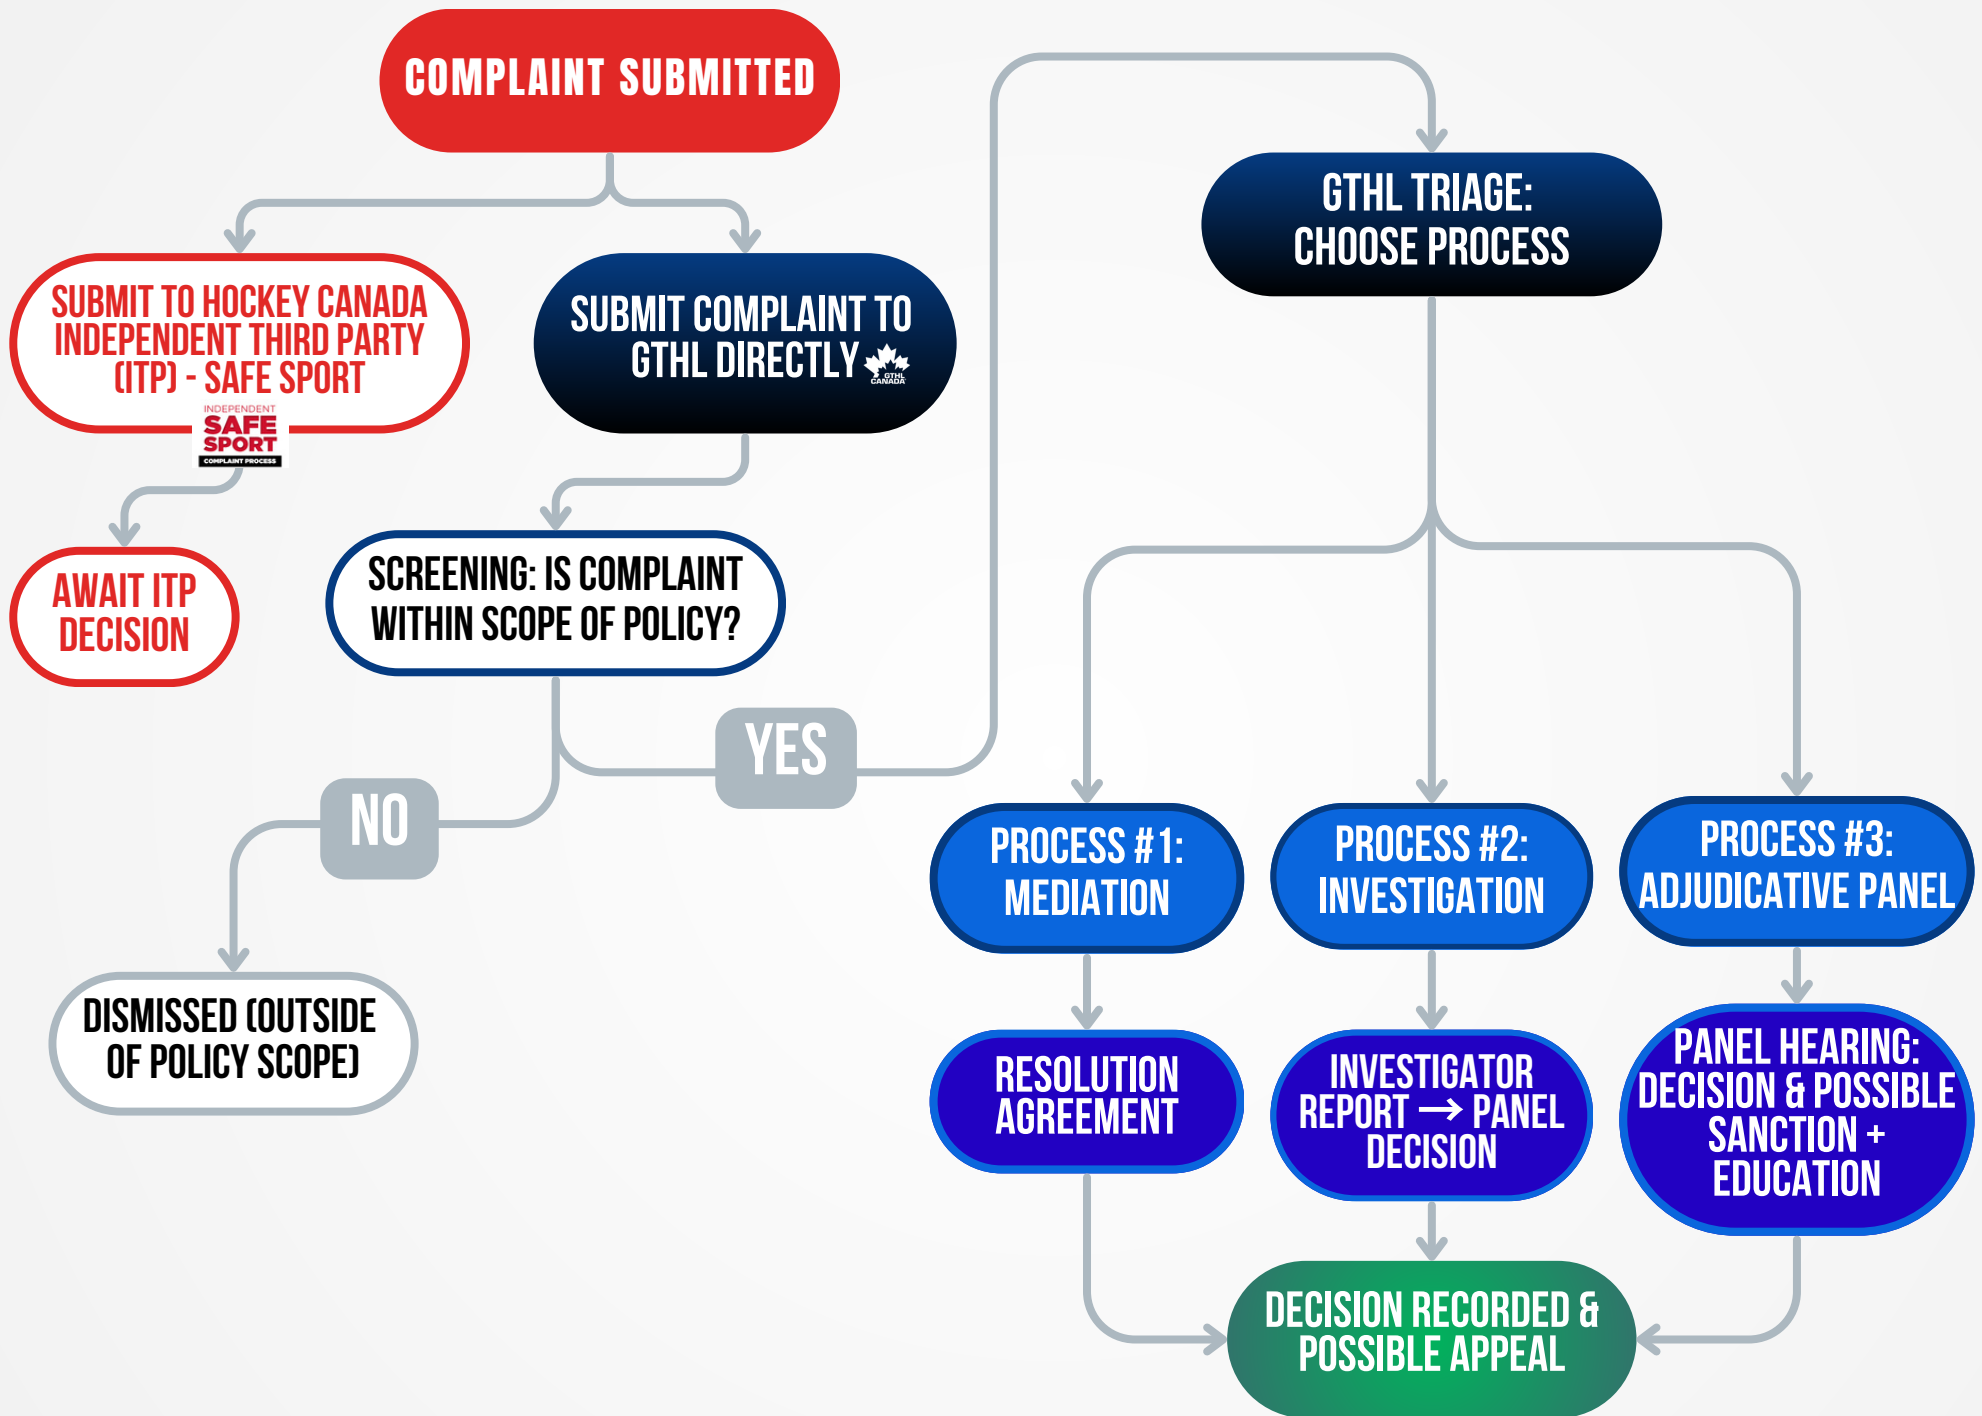 COMPLAINT SUBMITTED
SUBMIT TO HOCKEY CANADA
INDEPENDENT THIRD PARTY
(ITP) - SAFE SPORT
INDEPENDENT
SAFE
SPORT
COMPLAINT PROCESS
AWAIT ITP
DECISION
SUBMIT COMPLAINT TO
GTHL DIRECTLY
GTHL
CANADA
SCREENING: IS COMPLAINT
WITHIN SCOPE OF POLICY?
YES
NO
DISMISSED (OUTSIDE
OF POLICY SCOPE)
GTHL TRIAGE:
CHOOSE PROCESS
PROCESS #1:
MEDIATION
PROCESS #2:
INVESTIGATION
PROCESS #3:
ADJUDICATIVE PANEL
RESOLUTION
AGREEMENT
INVESTIGATOR
REPORT → PANEL
DECISION
PANEL HEARING:
DECISION & POSSIBLE
SANCTION +
EDUCATION
DECISION RECORDED &
POSSIBLE APPEAL